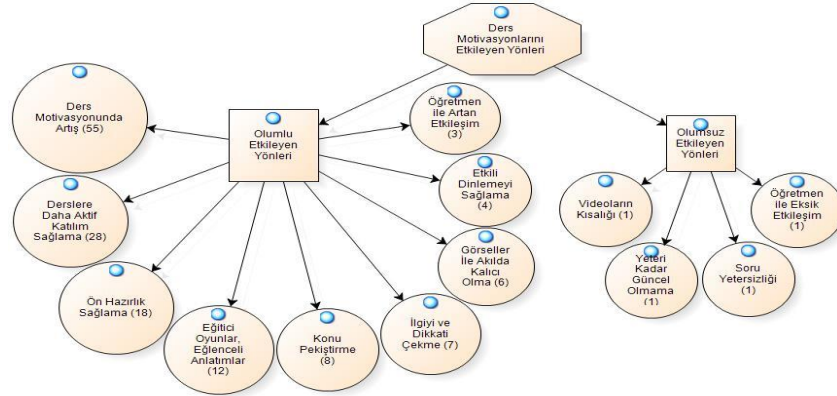 Ders
Motivasyonlarını
Etkileyen Yönleri
Olumlu
Etkileyen
Yönleri
Olumsuz
Etkileyen
Yönleri
Ders
Motivasyonunda
Artış (55)
Derslere
Daha Aktif
Katılım
Sağlama (28)
Ön Hazırlık
Sağlama (18)
Eğitici
Oyunlar,
Eğlenceli
Anlatımlar
(12)
Konu
Pekiştirme
(8)
İlgiyi ve
Dikkati
Çekme (7)
Görseller
İle Akılda
Kalıcı
Olma (6)
Etkili
Dinlemeyi
Sağlama
(4)
Öğretmen
ile Artan
Etkileşim
(3)
Videoların
Kısalığı (1)
Yeteri
Kadar
Güncel
Olmama
(1)
Soru
Yetersizliği
(1)
Öğretmen
ile Eksik
Etkileşim
(1)